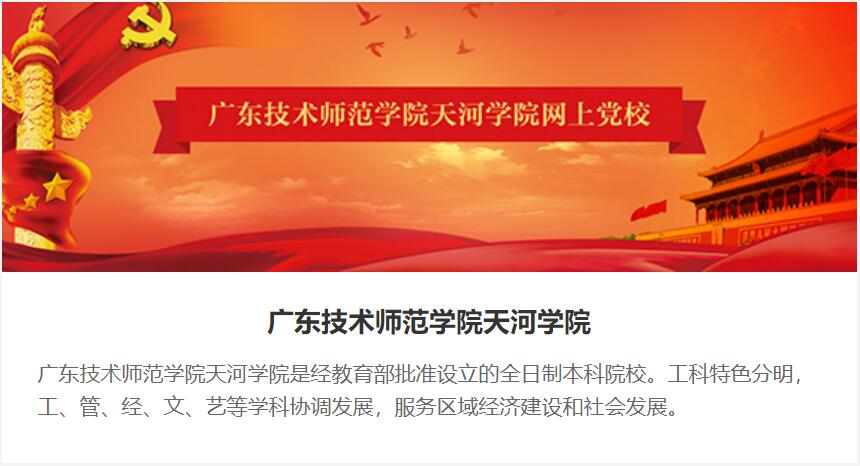 广东技术师范学院天河学院网上党校
广东技术师范学院天河学院
广东技术师范学院天河学院是经教育部批准设立的全日制本科院校。工科特色分明，
工、管、经、文、艺等学科协调发展，服务区域经济建设和社会发展。